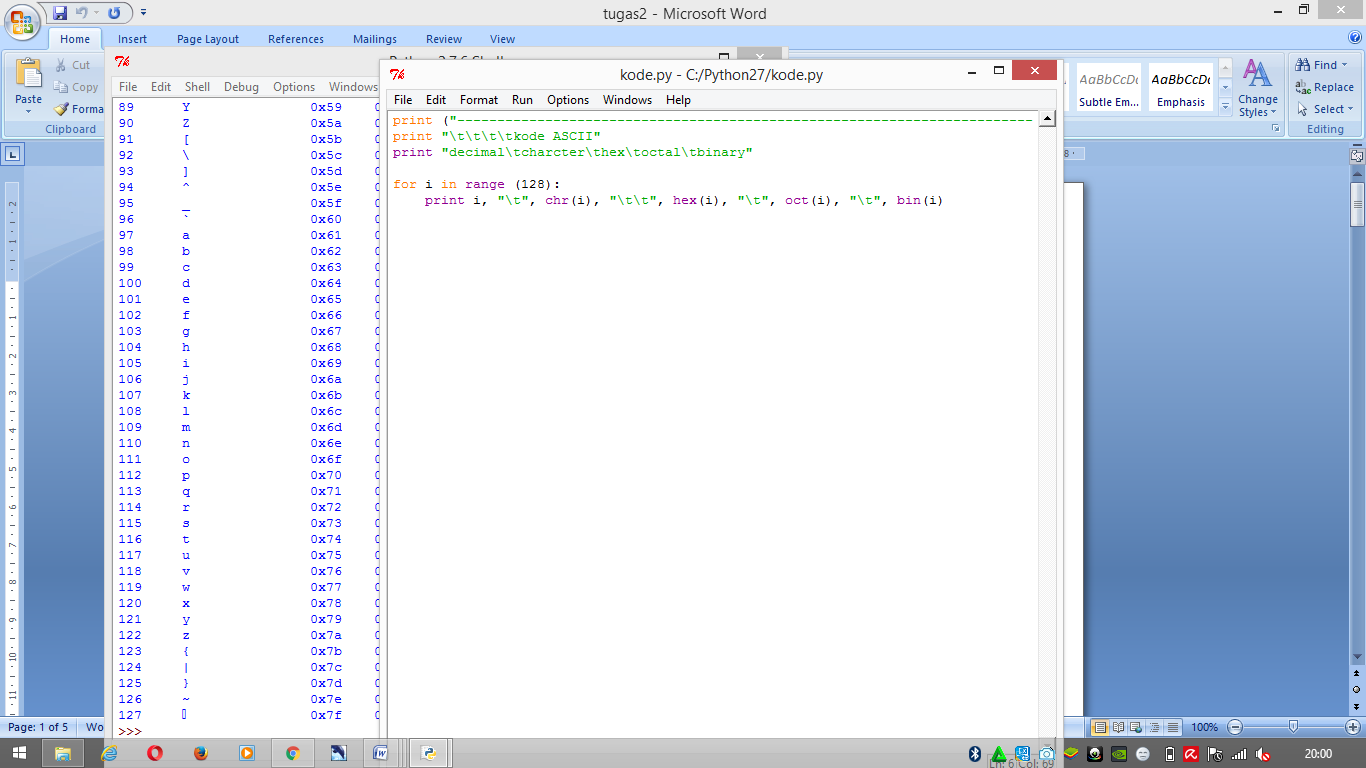 tugas2 - Microsoft Word
Home Insert Page Layout References Mailings Review View
Paste
Cut
Copy
Forma
Clipboard
AaBbCcDc AaBbCcDc
Subtle Em... Emphasis
Change Styles
Find
Replace
Select
Editing
File Edit Shell Debug Options Windows
89 Y 0x59
90 Z 0x5a
91 [ 0x5b
92 \ 0x5c
93 ] 0x5d
94 ^ 0x5e
95 _ 0x5f
96 ` 0x60
97 a 0x61
98 b 0x62
99 c 0x63
100 d 0x64
101 e 0x65
102 f 0x66
103 g 0x67
104 h 0x68
105 i 0x69
106 j 0x6a
107 k 0x6b
108 l 0x6c
109 m 0x6d
110 n 0x6e
111 o 0x6f
112 p 0x70
113 q 0x71
114 r 0x72
115 s 0x73
116 t 0x74
117 u 0x75
118 v 0x76
119 w 0x77
120 x 0x78
121 y 0x79
122 z 0x7a
123 { 0x7b
124 | 0x7c
125 } 0x7d
126 ~ 0x7e
127 0x7f
>>>
kode.py - C:/Python27/kode.py
File Edit Format Run Options Windows Help
print ("------------------------------------------------------------------------
print "\t\t\t\tkode ASCII"
print "decimal\tcharcter\thex\toctal\tbinary"
for i in range (128):
    print i, "\t", chr(i), "\t\t", hex(i), "\t", oct(i), "\t", bin(i)
Page: 1 of 5
100%
Ln: 6 Col: 69
20:00